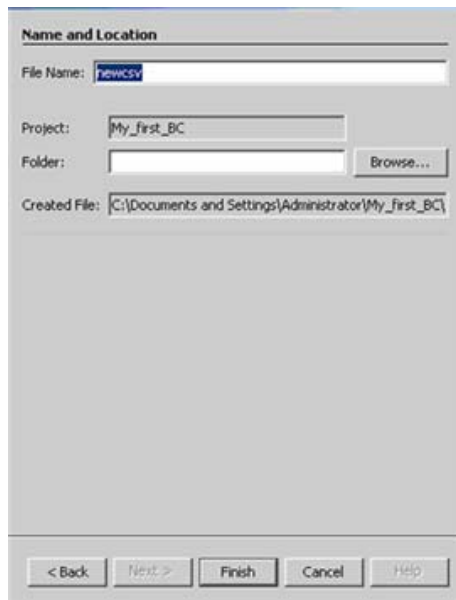 Name and Location
File Name: newcsv
Project: My_first_BC
Folder: Browse...
Created File: C:\Documents and Settings\Administrator\My_first_BC\
< Back Next > Finish Cancel Help